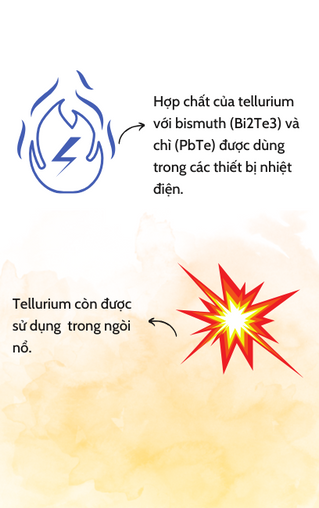 Hợp chất của tellurium
với bismuth (Bi2Te3) và
chì (PbTe) được dùng
trong các thiết bị nhiệt
điện.
Tellurium còn được
sử dụng trong ngòi
nổ.